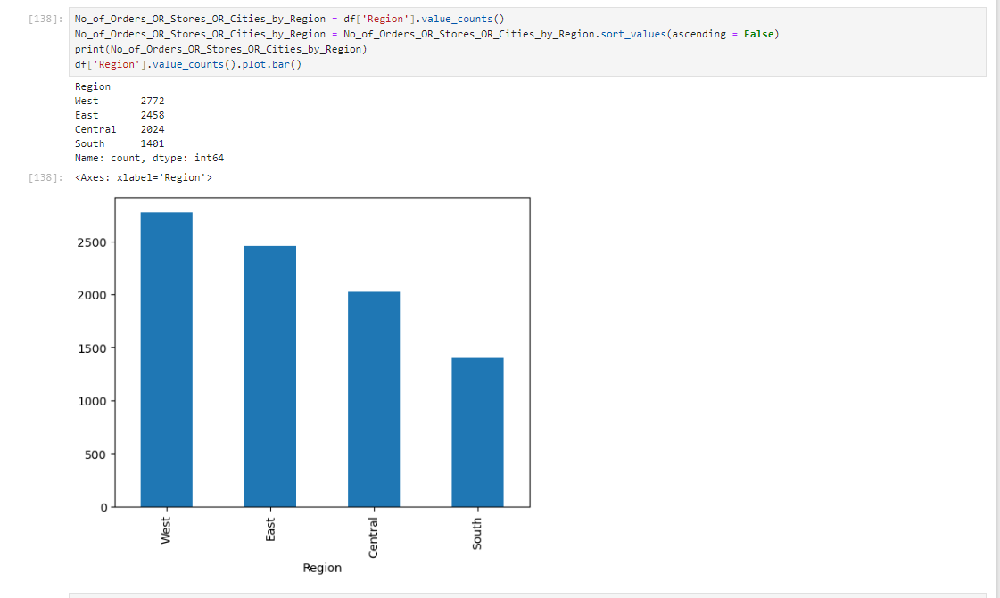 [138]: No_of_Orders_OR_Stores_OR_Cities_by_Region = df['Region'].value_counts()
No_of_Orders_OR_Stores_OR_Cities_by_Region = No_of_Orders_OR_Stores_OR_Cities_by_Region.sort_values(ascending = False)
print(No_of_Orders_OR_Stores_OR_Cities_by_Region)
df['Region'].value_counts().plot.bar()
Region
West 2772
East 2458
Central 2024
South 1401
Name: count, dtype: int64
[138]: <Axes: xlabel='Region'>
2500
2000
1500
1000
500
0
West
East
Central
South
Region